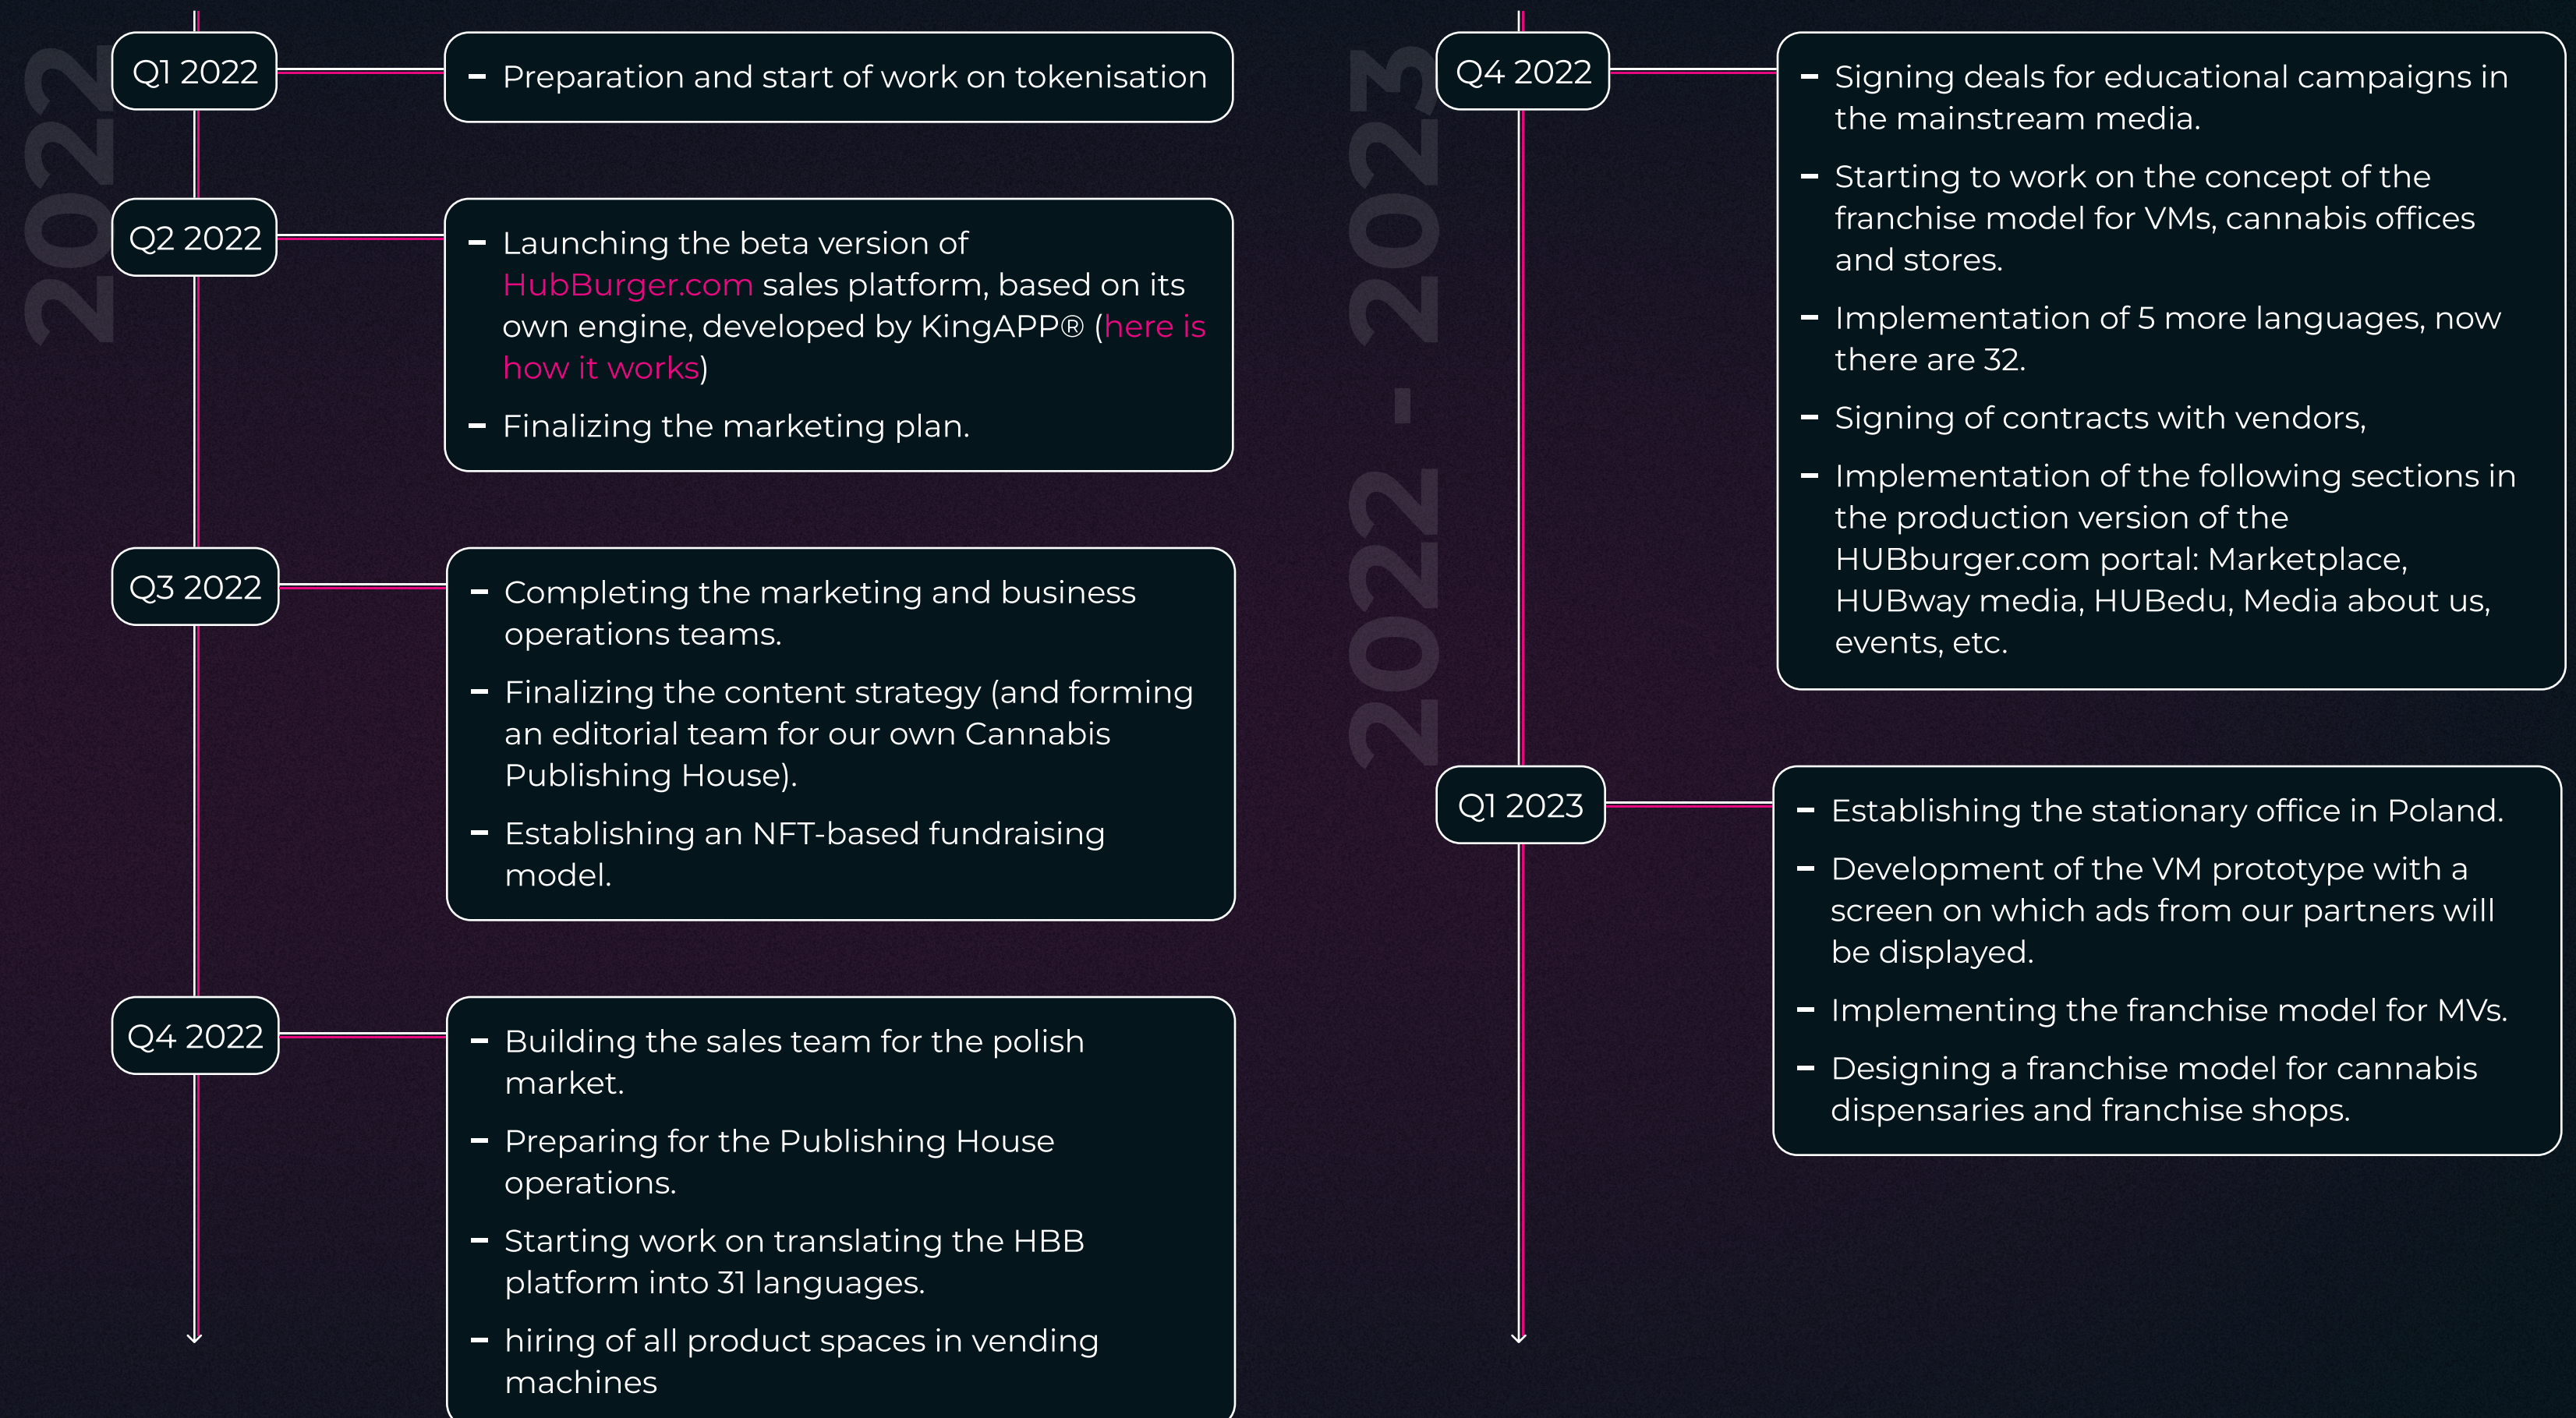 2022
Q1 2022
– Preparation and start of work on tokenisation
Q2 2022
– Launching the beta version of
HubBurger.com sales platform, based on its
own engine, developed by KingAPP® (here is
how it works)
– Finalizing the marketing plan.
Q3 2022
– Completing the marketing and business
operations teams.
– Finalizing the content strategy (and forming
an editorial team for our own Cannabis
Publishing House).
– Establishing an NFT-based fundraising
model.
Q4 2022
– Building the sales team for the polish
market.
– Preparing for the Publishing House
operations.
– Starting work on translating the HBB
platform into 31 languages.
– hiring of all product spaces in vending
machines
2022 - 2023
Q4 2022
– Signing deals for educational campaigns in
the mainstream media.
– Starting to work on the concept of the
franchise model for VMs, cannabis offices
and stores.
– Implementation of 5 more languages, now
there are 32.
– Signing of contracts with vendors,
– Implementation of the following sections in
the production version of the
HUBburger.com portal: Marketplace,
HUBway media, HUBedu, Media about us,
events, etc.
Q1 2023
– Establishing the stationary office in Poland.
– Development of the VM prototype with a
screen on which ads from our partners will
be displayed.
– Implementing the franchise model for MVs.
– Designing a franchise model for cannabis
dispensaries and franchise shops.